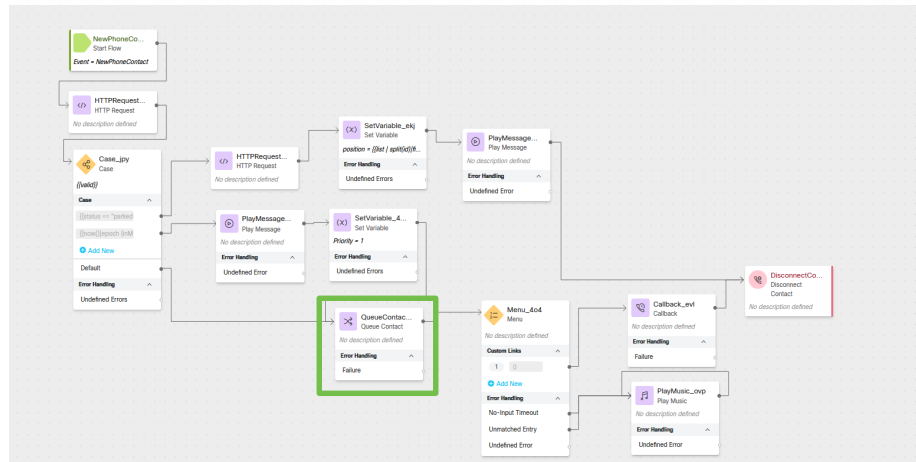 NewPhoneCo...
Start Flow
Event = NewPhoneContact
HTTPRequest...
HTTP Request
No description defined
Case_jpy
Case
{{valid}}
Case
{{status == "parked
{{now()|epoch
Add New
Default
Error Handling
Undefined Errors
HTTPRequest...
HTTP Request
No description defined
SetVariable_ekj
Set Variable
position = {{list | split(id)|fi...
Error Handling
Undefined Errors
PlayMessage...
Play Message
No description defined
Error Handling
Undefined Error
PlayMessage...
Play Message
No description defined
Error Handling
Undefined Error
SetVariable_4...
Set Variable
Priority = 1
Error Handling
Undefined Errors
QueueContac...
Queue Contact
No description defined
Error Handling
Failure
Menu_4o4
Menu
No description defined
Custom Links
1
Add New
Error Handling
No-Input Timeout
Unmatched Entry
Undefined Error
Callback_evl
Callback
No description defined
Error Handling
Failure
PlayMusic_ovp
Play Music
No description defined
Error Handling
Undefined Error
DisconnectCo...
Disconnect
Contact
No description defined